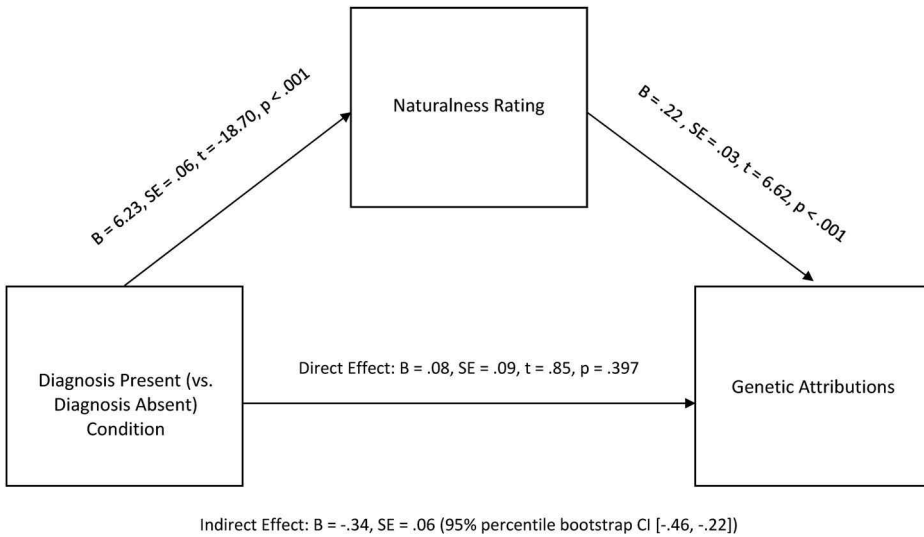 Naturalness Rating
B = 6.23, SE = .06, t = -18.70, p < .001
B = .22 , SE = .03, t = 6.62, p < .001
Diagnosis Present (vs.
Diagnosis Absent)
Condition
Direct Effect: B = .08, SE = .09, t = .85, p = .397
Genetic Attributions
Indirect Effect: B = -.34, SE = .06 (95% percentile bootstrap CI [-.46, -.22])